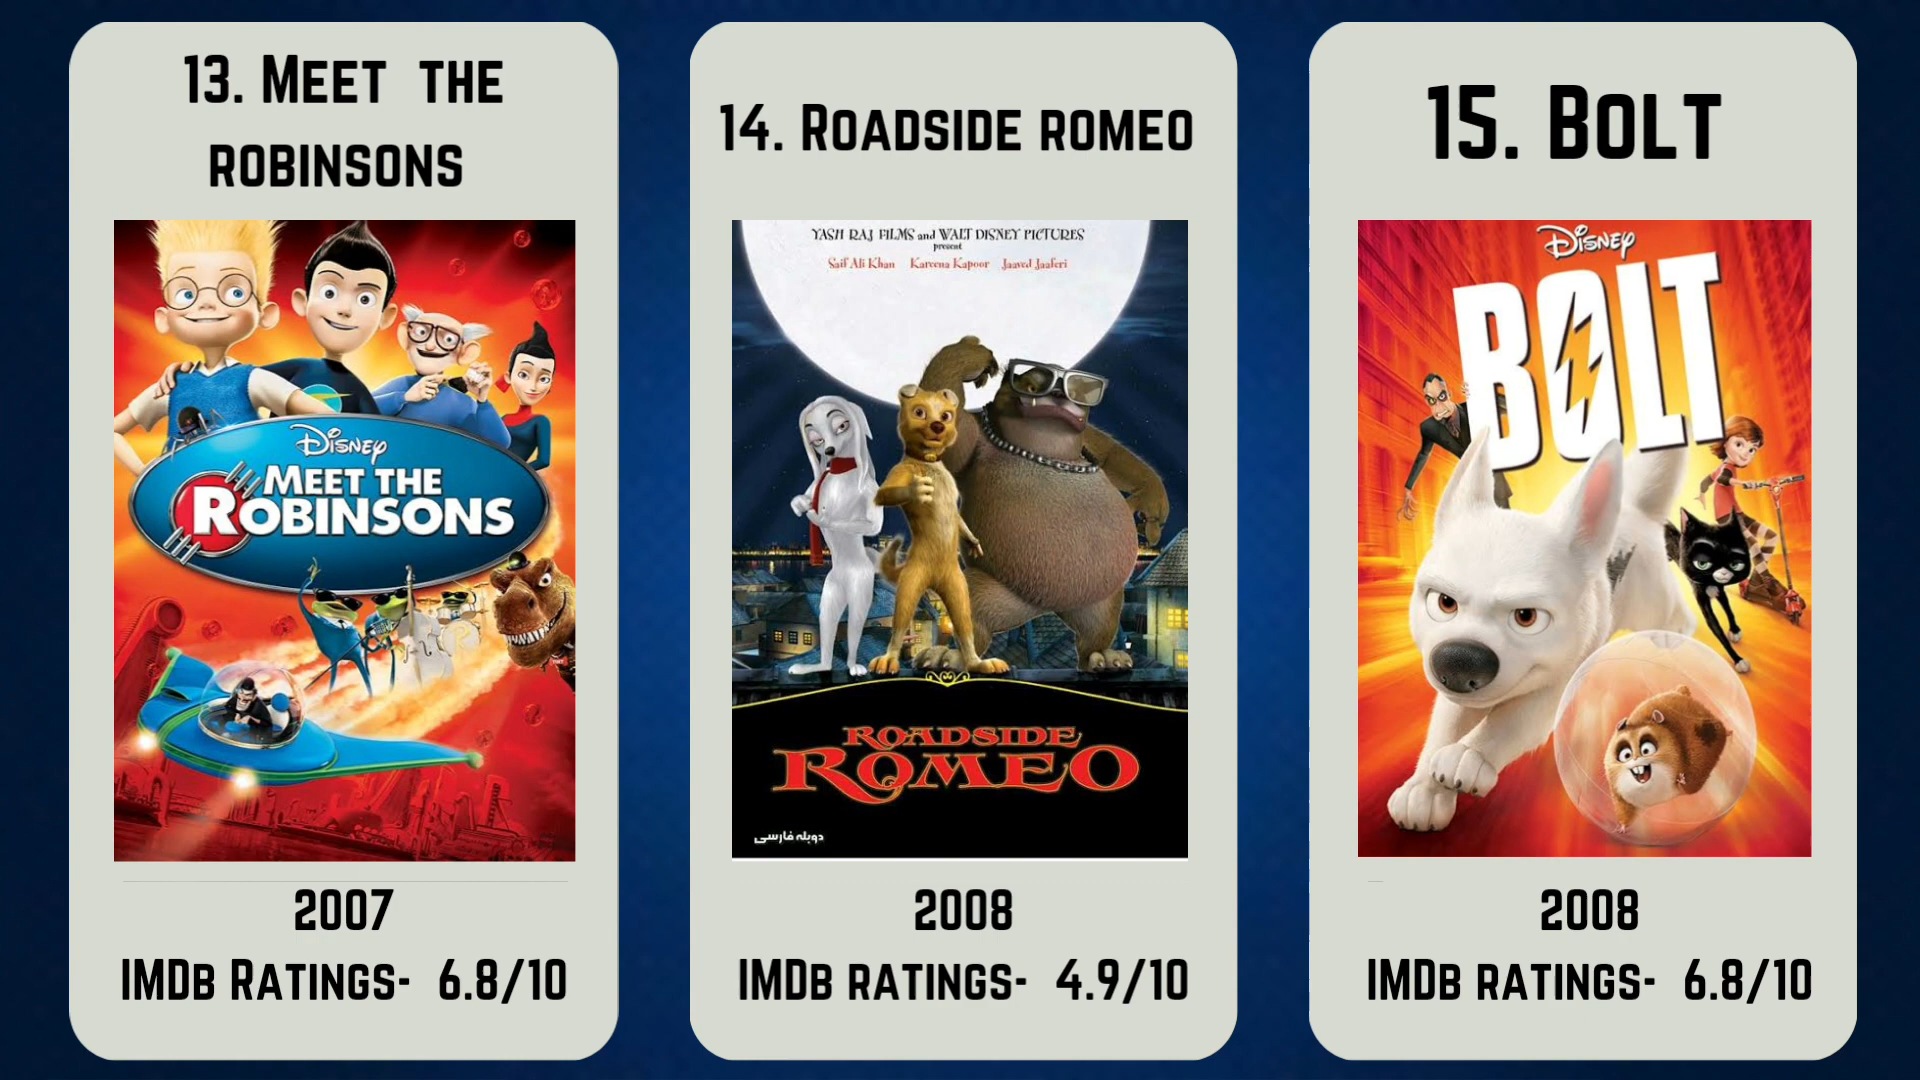 13. MEET THE
ROBINSONS
DISNEY
MEET THE
ROBINSONS
2007
IMDB RATINGS- 6.8/10
14. ROADSIDE ROMEO
YASH RAJ FILMS and WALT DISNEY PICTURES
present
Saif Ali Khan Kareena Kapoor Jaaved Jaaferi
ROADSIDE
ROMEO
دوبله فارسی
2008
IMDB RATINGS- 4.9/10
15. BOLT
DISNEY
BOLT
2008
IMDB RATINGS- 6.8/10